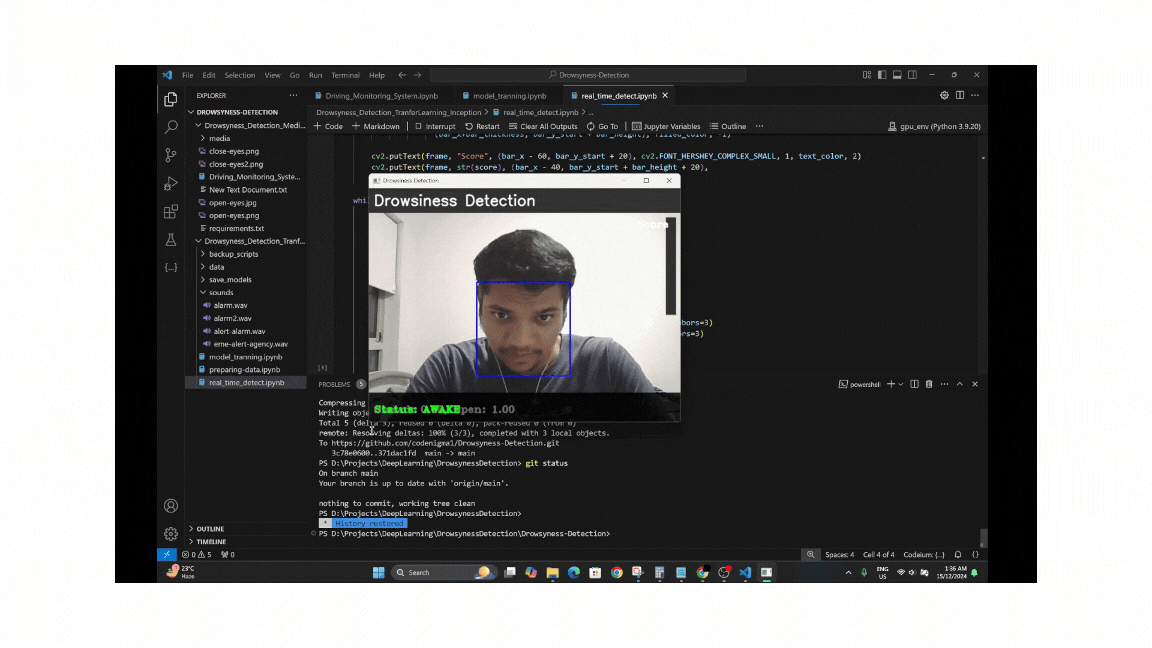 File Edit Selection View Go Run Terminal Help
Drowsyness-Detection
EXPLORER
Driving_Monitoring_System.ipynb
model_tranning.ipynb
real_time_detect.ipynb
DROWSYNESS-DETECTION
Drowsyness_Detection_TranferLearning_Inception > real_time_detect.ipynb > ...
+ Code + Markdown Interrupt Restart Clear All Outputs Go To Jupyter Variables Outline ...
gpu_env (Python 3.9.20)
Drowsyness_Detection_Medi...
media
close-eyes.png
close-eyes2.png
Driving_Monitoring_Syste...
New Text Document.txt
open-eyes.jpg
open-eyes.png
requirements.txt
Drowsyness_Detection_Tranf...
backup_scripts
data
save_models
sounds
alarm.wav
alarm2.wav
alert-alarm.wav
eme-alert-agency.wav
model_tranning.ipynb
preparing-data.ipynb
real_time_detect.ipynb
OUTLINE
TIMELINE
cv2.putText(frame, "Score", (bar_x - 60, bar_y_start + 20), cv2.FONT_HERSHEY_COMPLEX_SMALL, 1, text_color, 2)
cv2.putText(frame, str(score), (bar_x - 40, bar_y_start + bar_height + 20),
whi
bors=3)
rs=3)
Drowsiness Detection
Drowsiness Detection
Status: AWAKE pen: 1.00
PROBLEMS 5
powershell
Compressing
Writing obje
Total 5 (delta 3), reused 0 (delta 0), pack-reused 0 (from 0)
remote: Resolving deltas: 100% (3/3), completed with 3 local objects.
To https://github.com/codenigma1/Drowsyness-Detection.git
3c78e0600..371dac1fd main -> main
PS D:\Projects\DeepLearning\DrowsynessDetection> git status
On branch main
Your branch is up to date with 'origin/main'.
nothing to commit, working tree clean
PS D:\Projects\DeepLearning\DrowsynessDetection>
* History restored
PS D:\Projects\DeepLearning\DrowsynessDetection\Drowsyness-Detection>
0 5 0
Spaces: 4 Cell 4 of 4 Codeium: {...}
23°C
Haze
Search
ENG
US
1:36 AM
15/12/2024